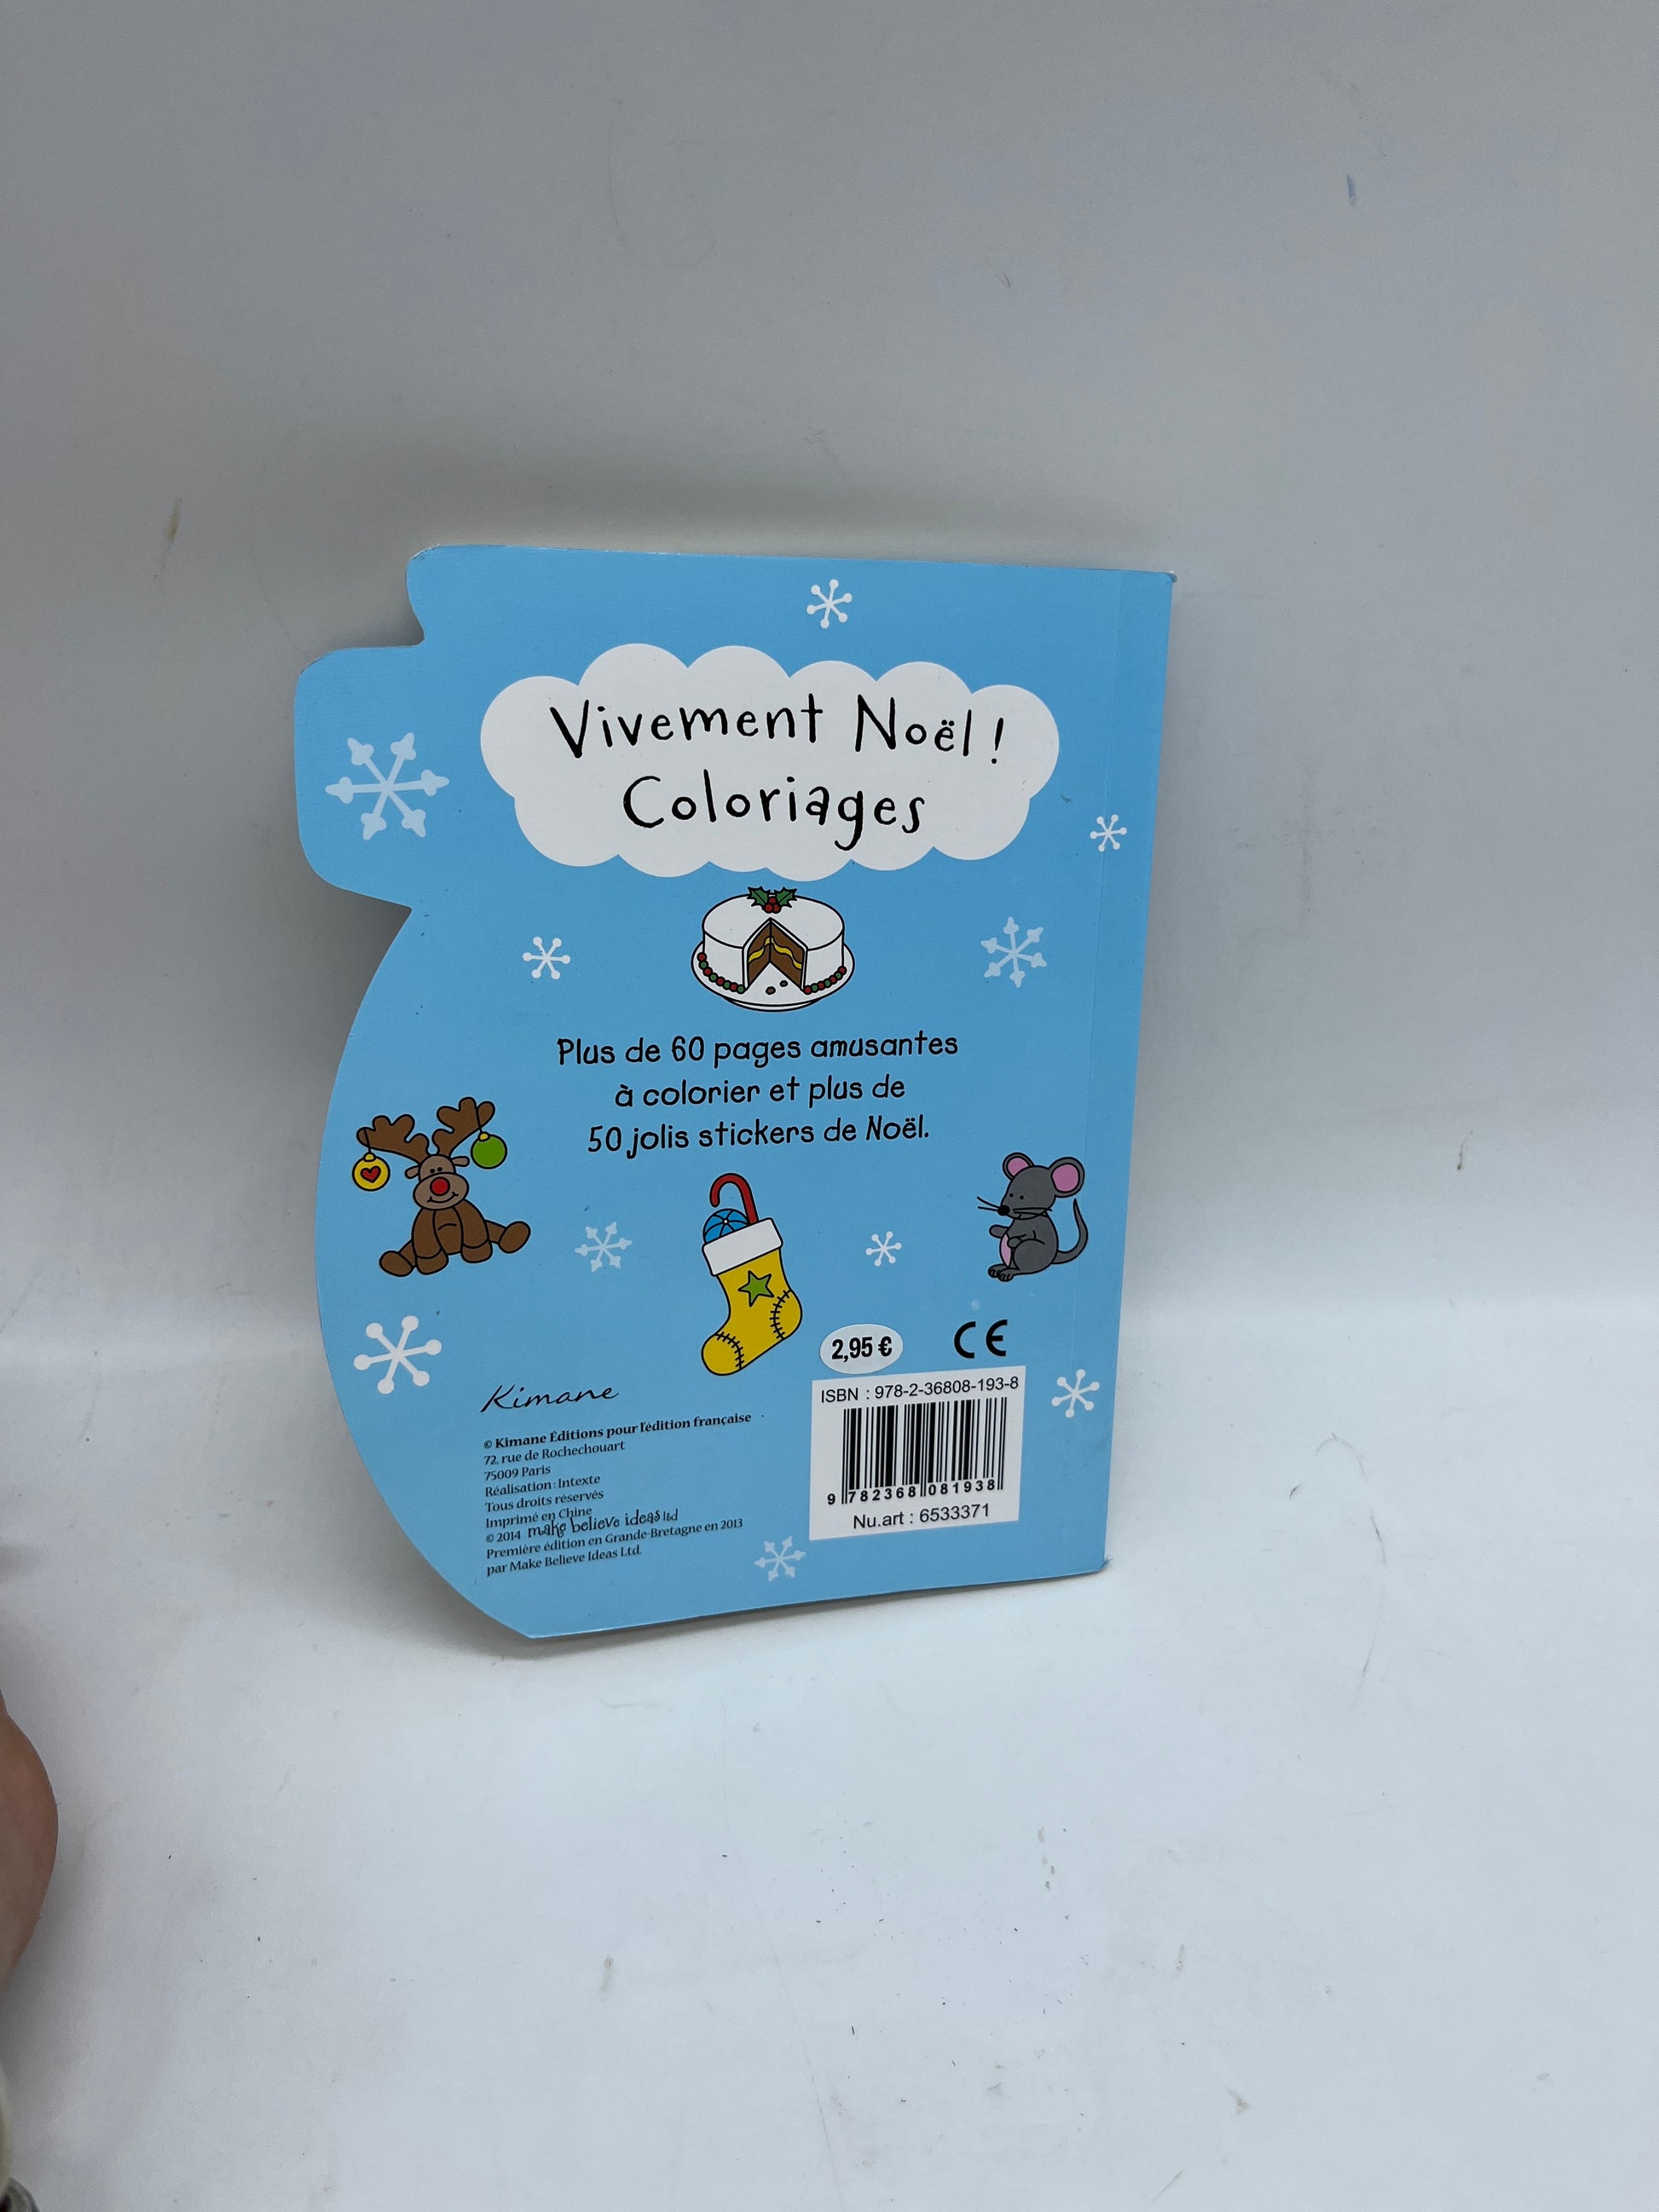 Vivement Noël !
Coloriages
Plus de 60 pages amusantes
à colorier et plus de
50 jolis stickers de Noël.
2,95 €
CE
Kimane
© Kimane Éditions pour l'édition française
72, rue de Rochechouart
75009 Paris
Réalisation : Intexte
Tous droits réservés
Imprimé en Chine
© 2014 make believe ideas ltd
Première édition en Grande-Bretagne en 2013
par Make Believe Ideas Ltd.
ISBN : 978-2-36808-193-8
9 782368 081938
Nu.art : 6533371